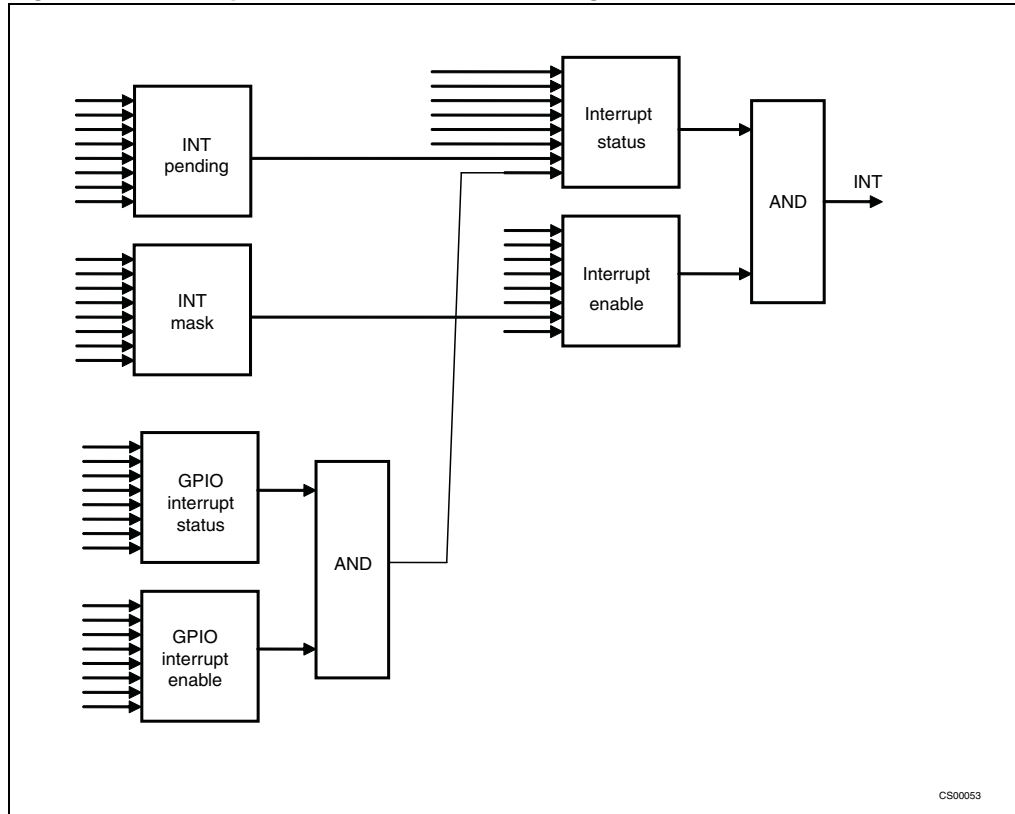 INT
pending
Interrupt
status
AND
INT
INT
mask
Interrupt
enable
GPIO
interrupt
status
AND
GPIO
interrupt
enable
CS00053